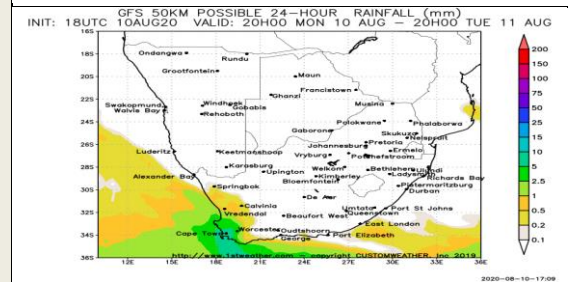 GFS 50KM POSSIBLE 24-HOUR RAINFALL (mm)
INIT: 18UTC 10AUG20 VALID: 20H00 MON 10 AUG - 20H00 TUE 11 AUG
16S
Ondangwa
Rundu
18S
Grootfontein
20S
Maun
Francistown
Ghanzi
22S
Windhoek
Gobabis
Musina
Swakopmund
Walvis Bay
Rehoboth
24S
Polokwane
Phalaborwa
Gaborone
Skukuza
Nelspruit
Pretoria
26S
Johannesburg
Luderitz
Keetmanshoop
Vryburg
Potchefstroom
Ermelo
Karasburg
Welkom
Bethlehem
Ulundi
28S
Upington
Kimberley
Ladysmith
Richards Bay
Alexander Bay
Bloemfontein
Pietermaritzburg
Springbok
Durban
30S
De Aar
Calvinia
Umtata
Port St Johns
32S
Vredendal
Beaufort West
Queenstown
East London
Cape Town
Worcester
Oudtshoorn
34S
George
Port Elizabeth
36S
http://www.1stweather.com - copyright CUSTOMWEATHER, inc 2019
12E
15E
18E
21E
24E
27E
30E
33E
36E
200
150
100
75
50
25
15
10
5
2.5
1
0.5
0.2
0.1
2020-08-10-17:09